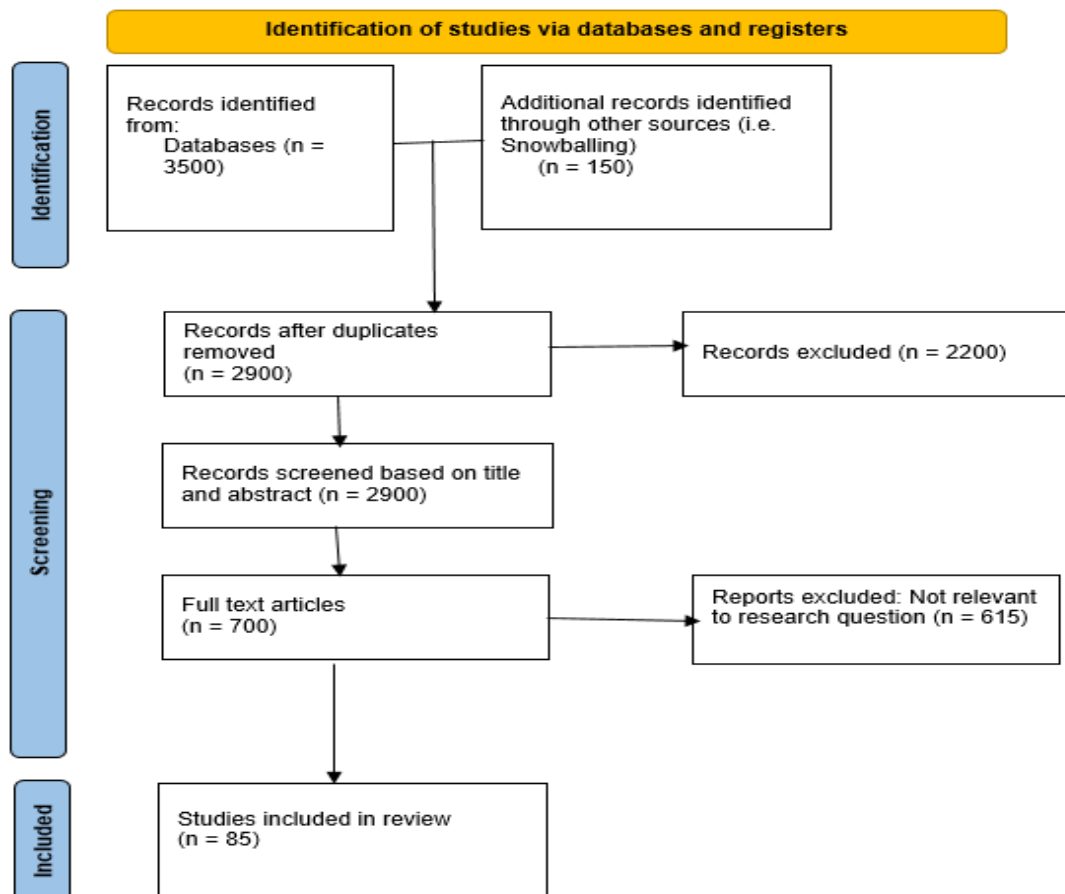 Identification of studies via databases and registers
Identification
Records identified
from:
Databases (n =
3500)
Additional records identified
through other sources (i.e.
Snowballing)
(n = 150)
Screening
Records after duplicates
removed
(n = 2900)
Records excluded (n = 2200)
Records screened based on title
and abstract (n = 2900)
Full text articles
(n = 700)
Reports excluded: Not relevant
to research question (n = 615)
Included
Studies included in review
(n = 85)